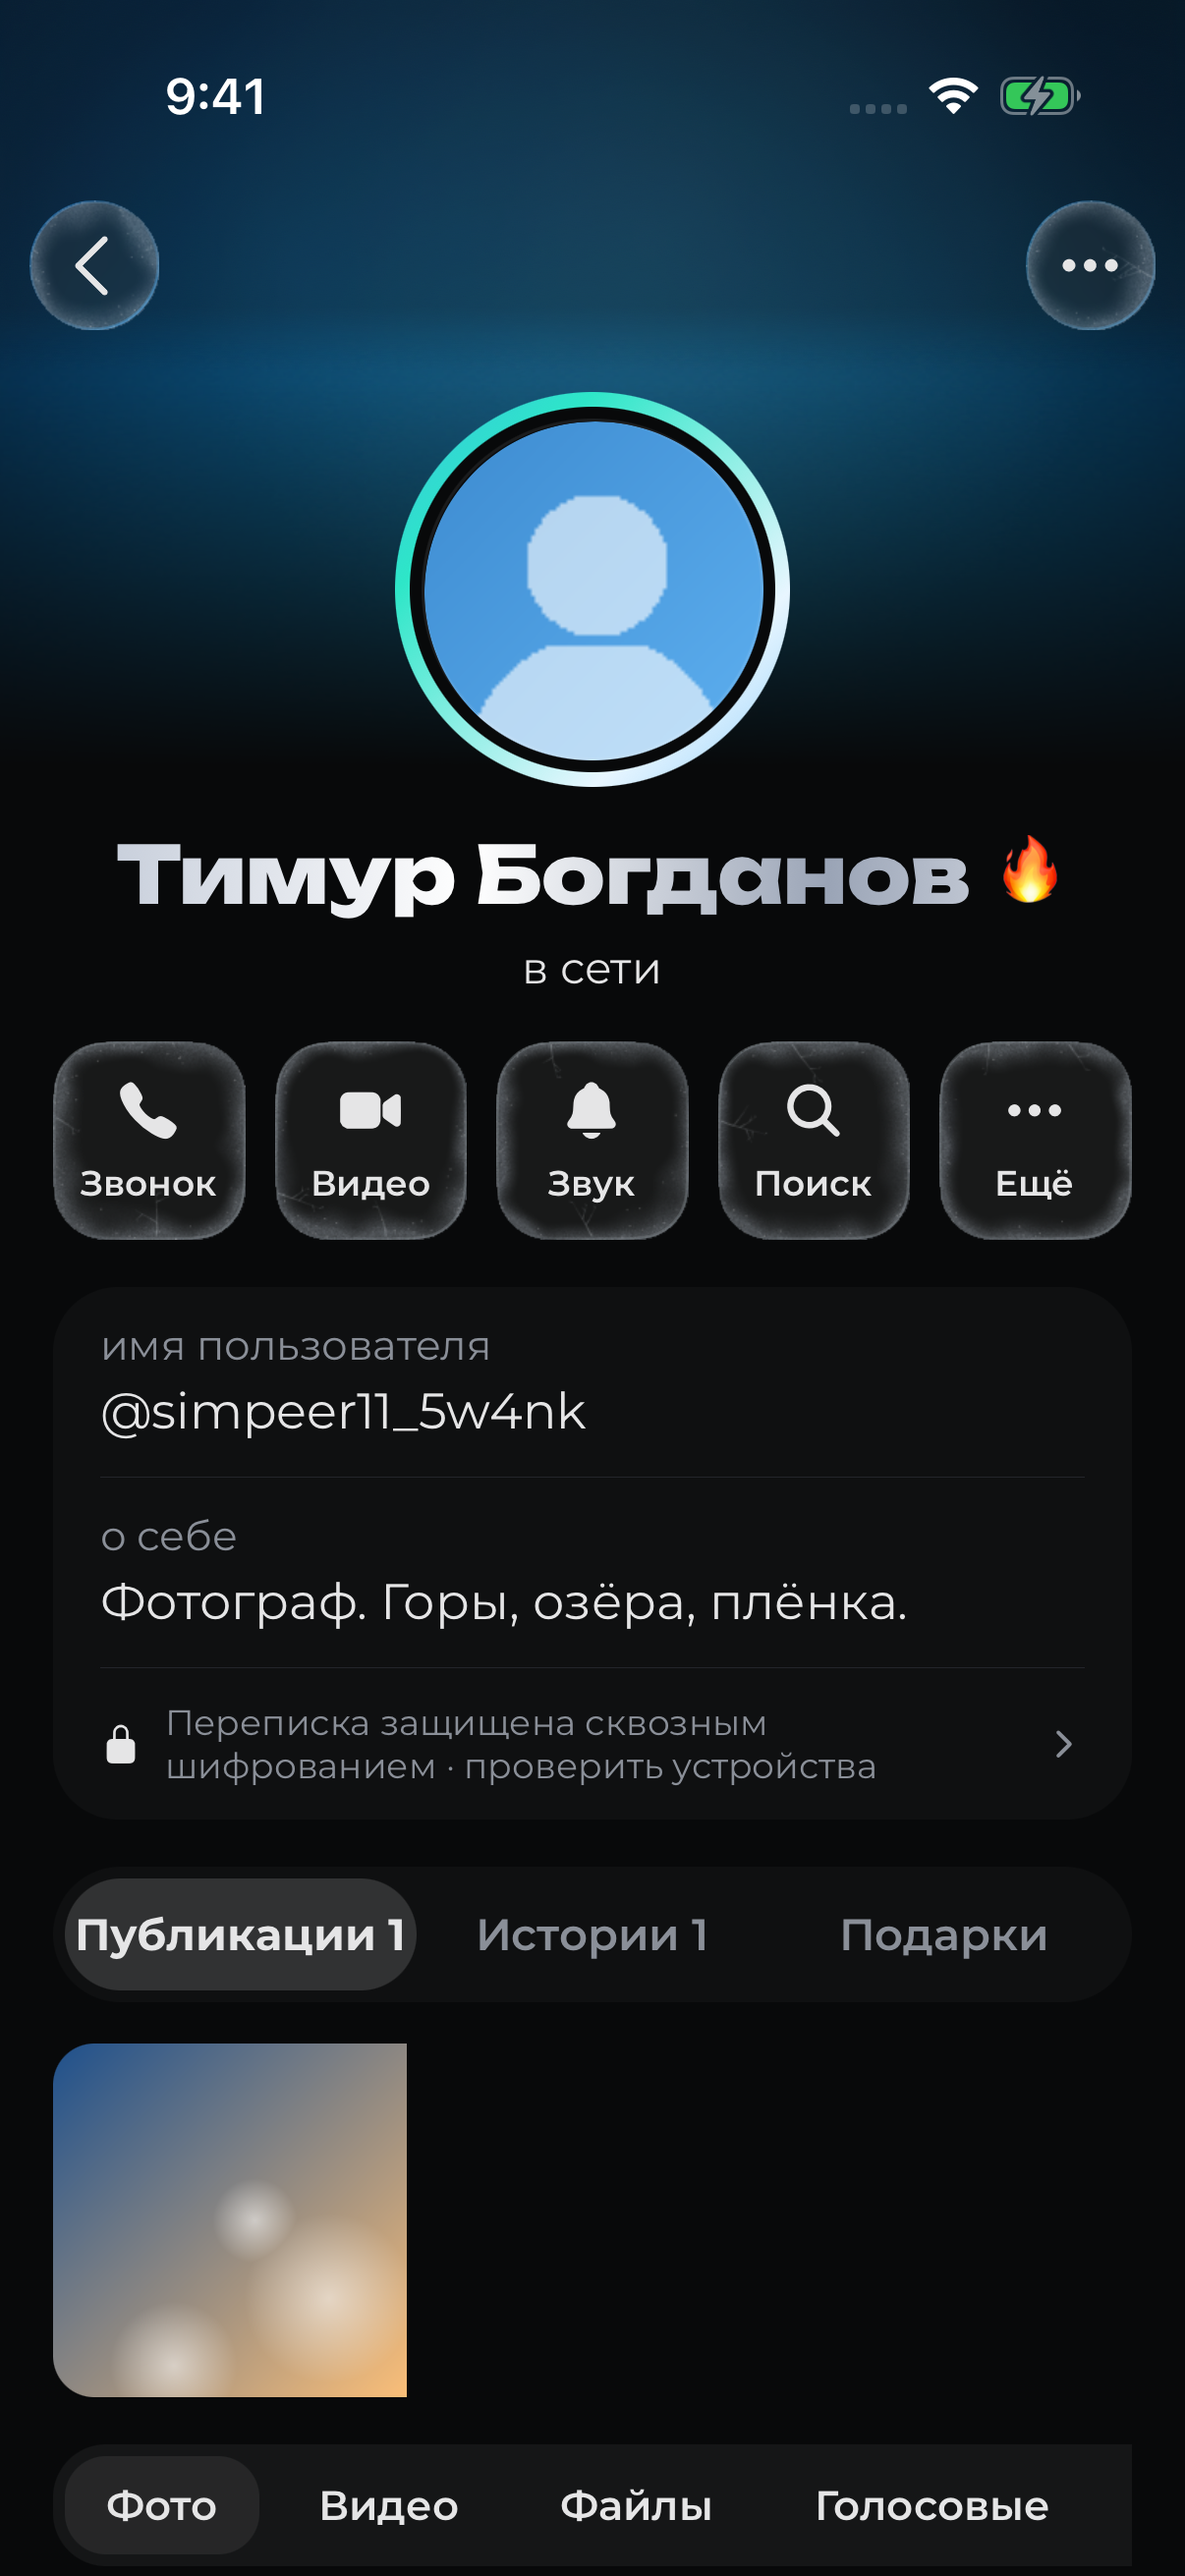 9:41
Тимур Богданов 🔥
в сети
Звонок Видео Звук Поиск Ещё
имя пользователя
@simpeer11_5w4nk
о себе
Фотограф. Горы, озёра, плёнка.
Переписка защищена сквозным
шифрованием · проверить устройства
Публикации 1 Истории 1 Подарки
Фото Видео Файлы Голосовые